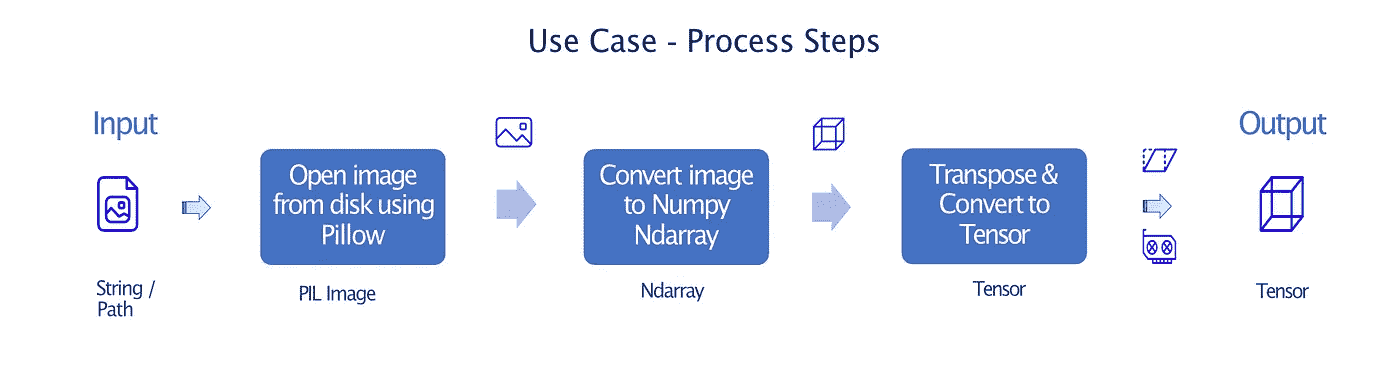 Use Case - Process Steps
Input
Output
Open image
from disk using
Pillow
Convert image
to Numpy
Ndarray
Transpose &
Convert to
Tensor
String /
Path
PIL Image
Ndarray
Tensor
Tensor